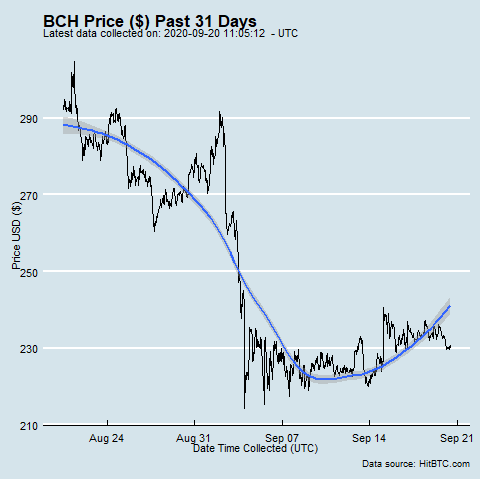 BCH Price ($) Past 31 Days
Latest data collected on: 2020-09-20 11:05:12  - UTC
Price USD ($)
290
270
250
230
210
Aug 24
Aug 31
Sep 07
Sep 14
Sep 21
Date Time Collected (UTC)
Data source: HitBTC.com